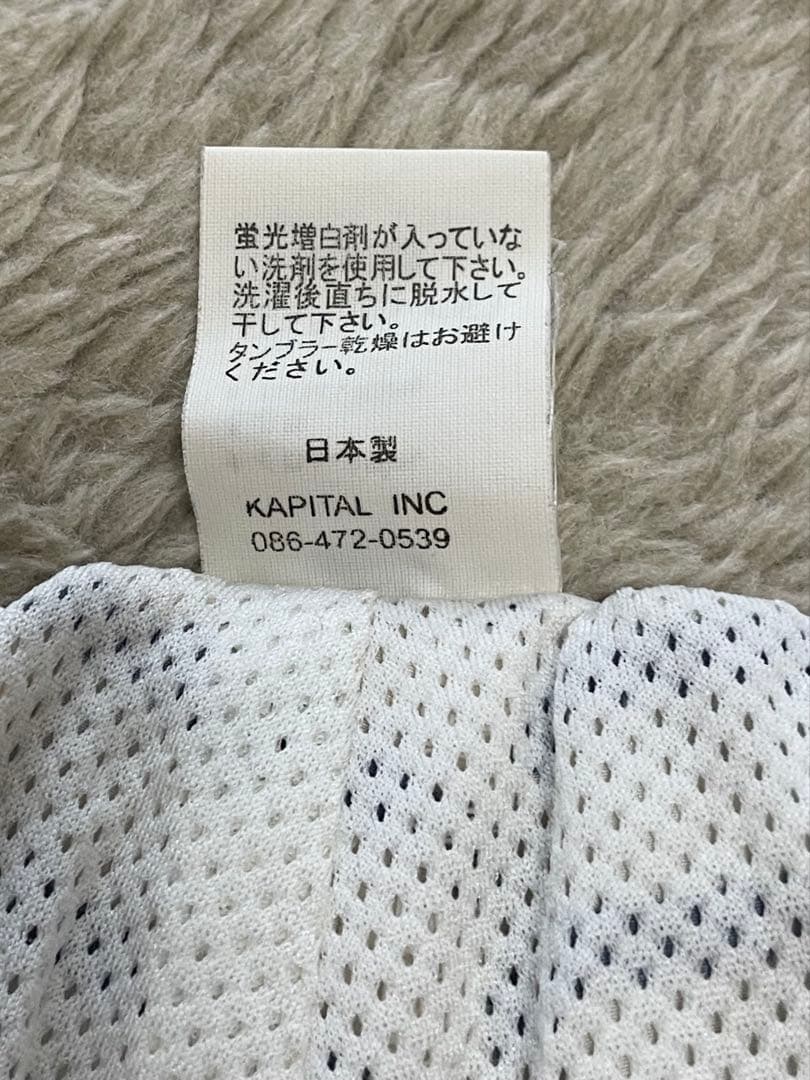 蛍光増白剤が入っていな
い洗剤を使用して下さい。
洗濯後直ちに脱水して
干して下さい。
タンブラー乾燥はお避け
ください。
日本製
KAPITAL INC
086-472-0539